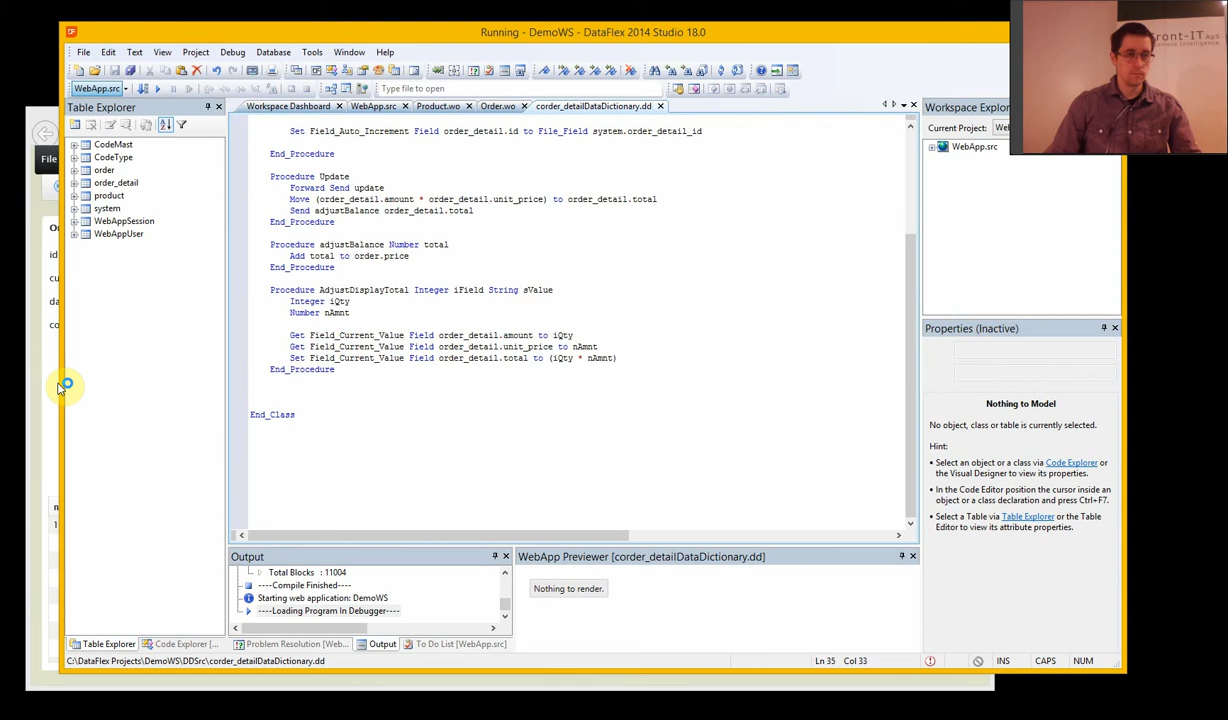 Running - DemoWS - DataFlex 2014 Studio 18.0
Front-IT ApS
File Edit Text View Project Debug Database Tools Window Help
WebApp.src
Type file to open
Table Explorer
Workspace Dashboard
WebApp.src
Product.wo
Order.wo
corder_detailDataDictionary.dd
Workspace Explor
Current Project:
WebApp.src
CodeMast
CodeType
order
order_detail
product
system
WebAppSession
WebAppUser
File
id
cu
da
co
Set Field_Auto_Increment Field order_detail.id to File_Field system.order_detail_id
End_Procedure
Procedure Update
Forward Send update
Move (order_detail.amount * order_detail.unit_price) to order_detail.total
Send adjustBalance order_detail.total
End_Procedure
Procedure adjustBalance Number total
Add total to order.price
End_Procedure
Procedure AdjustDisplayTotal Integer iField String sValue
Integer iQty
Number nAmnt
Get Field_Current_Value Field order_detail.amount to iQty
Get Field_Current_Value Field order_detail.unit_price to nAmnt
Set Field_Current_Value Field order_detail.total to (iQty * nAmnt)
End_Procedure
End_Class
Properties (Inactive)
Nothing to Model
No object, class or table is currently selected.
Hint:
• Select an object or a class via Code Explorer or
the Visual Designer to view its properties.
• In the Code Editor position the cursor inside an
object or a class declaration and press Ctrl+F7.
• Select a Table via Table Explorer or the Table
Editor to view its attribute properties.
Output
Total Blocks : 11004
----Compile Finished----
Starting web application: DemoWS
----Loading Program In Debugger----
WebApp Previewer [corder_detailDataDictionary.dd]
Nothing to render.
Table Explorer
Code Explorer [...
Problem Resolution [Web...
Output
To Do List [WebApp.src]
C:\DataFlex Projects\DemoWS\DDSrc\corder_detailDataDictionary.dd
Ln 35 Col 33
INS CAPS NUM